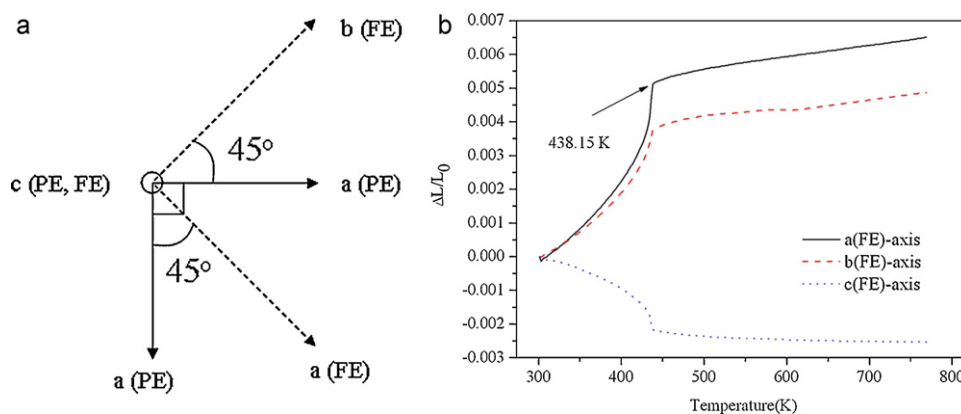 a
b (FE)
45°
c (PE, FE)
a (PE)
45°
a (PE)
a (FE)
b
0.007
0.006
0.005
0.004
0.003
0.002
0.001
0.000
-0.001
-0.002
-0.003
ΔL/L₀
438.15 K
a(FE)-axis
b(FE)-axis
c(FE)-axis
300
400
500
600
700
800
Temperature(K)